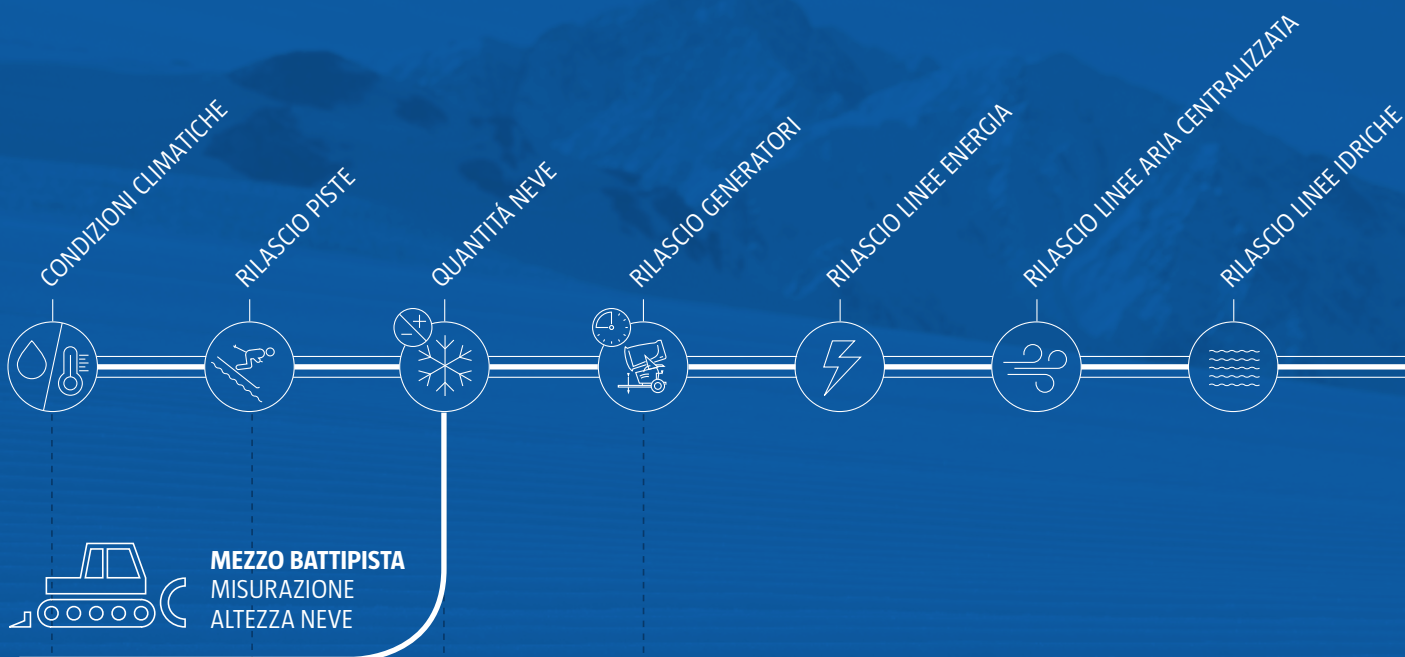 CONDIZIONI CLIMATICHE
RILASCIO PISTE
QUANTITÁ NEVE
RILASCIO GENERATORI
RILASCIO LINEE ENERGIA
RILASCIO LINEE ARIA CENTRALIZZATA
RILASCIO LINEE IDRICHE
MEZZO BATTIPISTA
MISURAZIONE
ALTEZZA NEVE